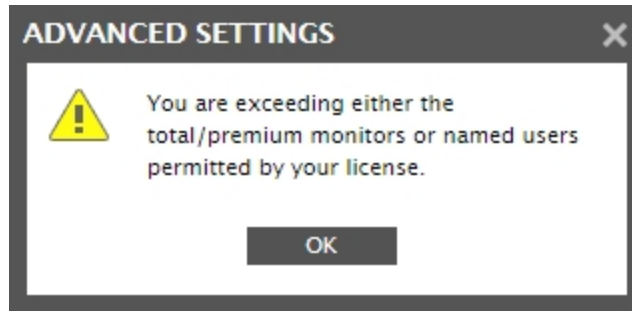 ADVANCED SETTINGS
You are exceeding either the
total/premium monitors or named users
permitted by your license.
OK